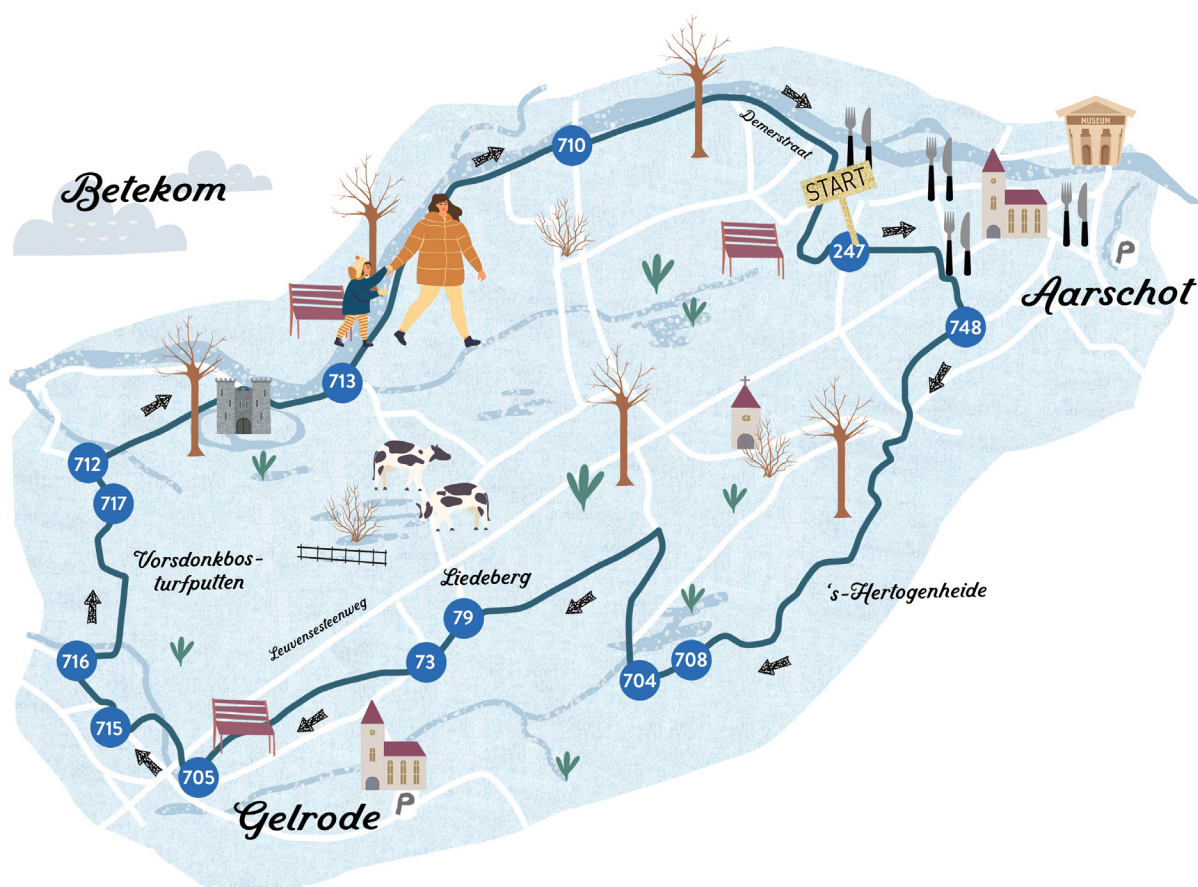 MUSEUM
710
Demerstraat
Betekom
START
247
P
Aarschot
748
713
712
717
Vorsdonkbos-
turfputten
Liedeberg
's-Hertogenheide
Leuvensesteenweg
79
716
73
708
704
715
705
P
Gelrode